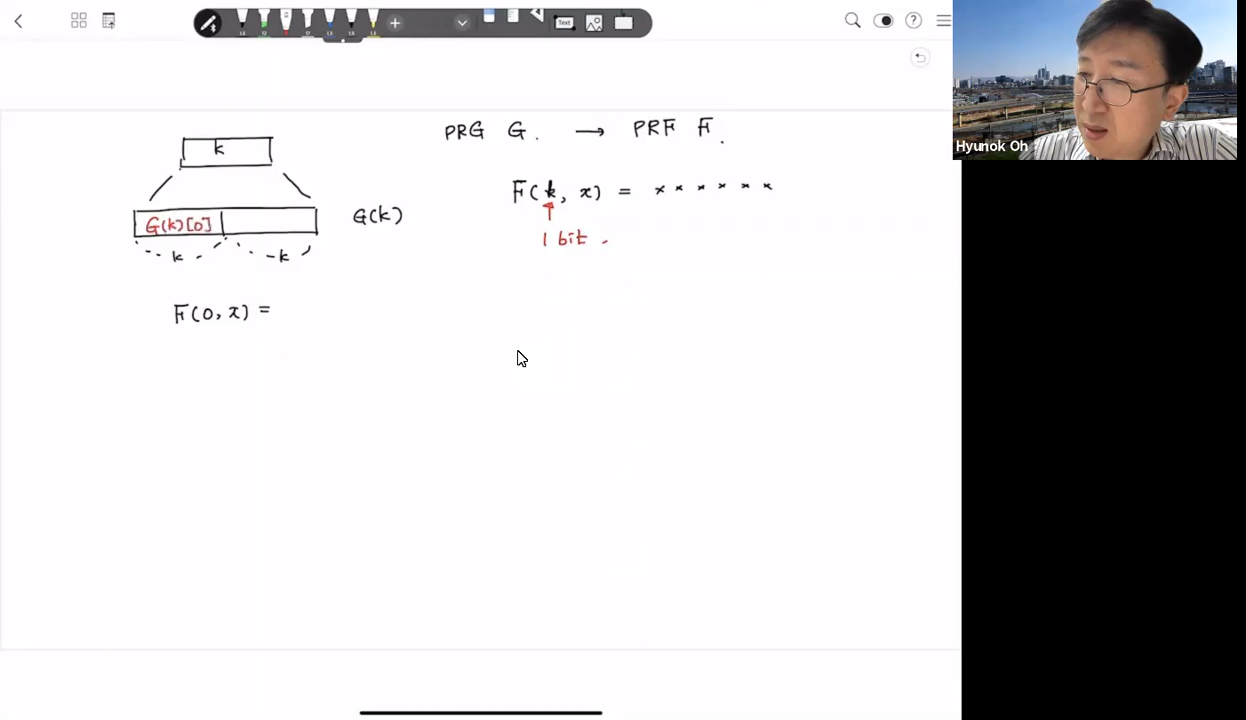 Text
Hyunok Oh
PRG G. → PRF F.
k
F(k, x) = × × × × × ×
G(k)[0]
G(k)
1 bit.
k
k
F(0, x) =